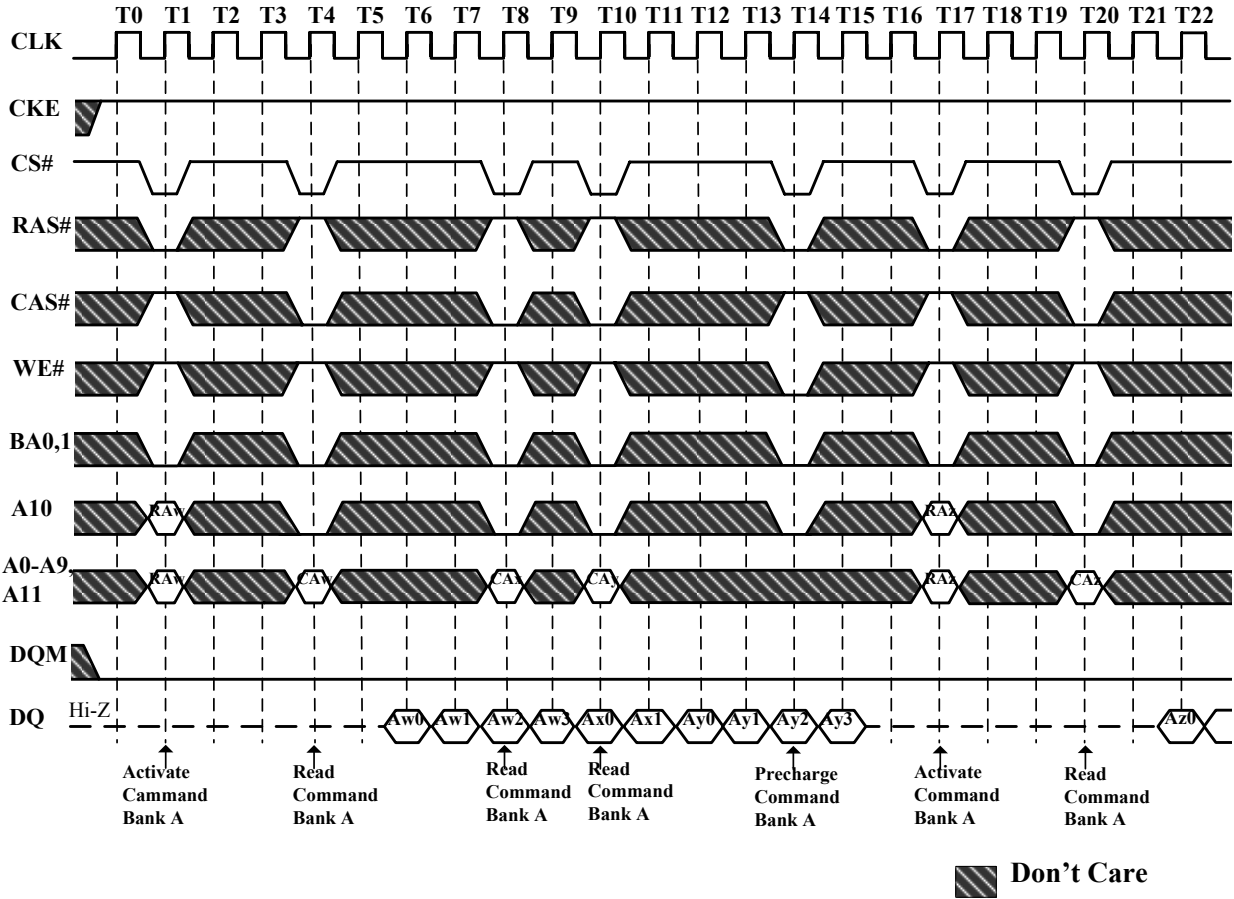 T0 T1 T2 T3 T4 T5 T6 T7 T8 T9 T10 T11 T12 T13 T14 T15 T16 T17 T18 T19 T20 T21 T22
CLK
CKE
CS#
RAS#
CAS#
WE#
BA0,1
A10 RAw RAz
A0-A9,
A11 RAw CAw CAx CAy RAz CAz
DQM
DQ Hi-Z Aw0 Aw1 Aw2 Aw3 Ax0 Ax1 Ay0 Ay1 Ay2 Ay3 Az0
Activate
Cammand
Bank A
Read
Command
Bank A
Read
Command
Bank A
Read
Command
Bank A
Precharge
Command
Bank A
Activate
Command
Bank A
Read
Command
Bank A
Don't Care